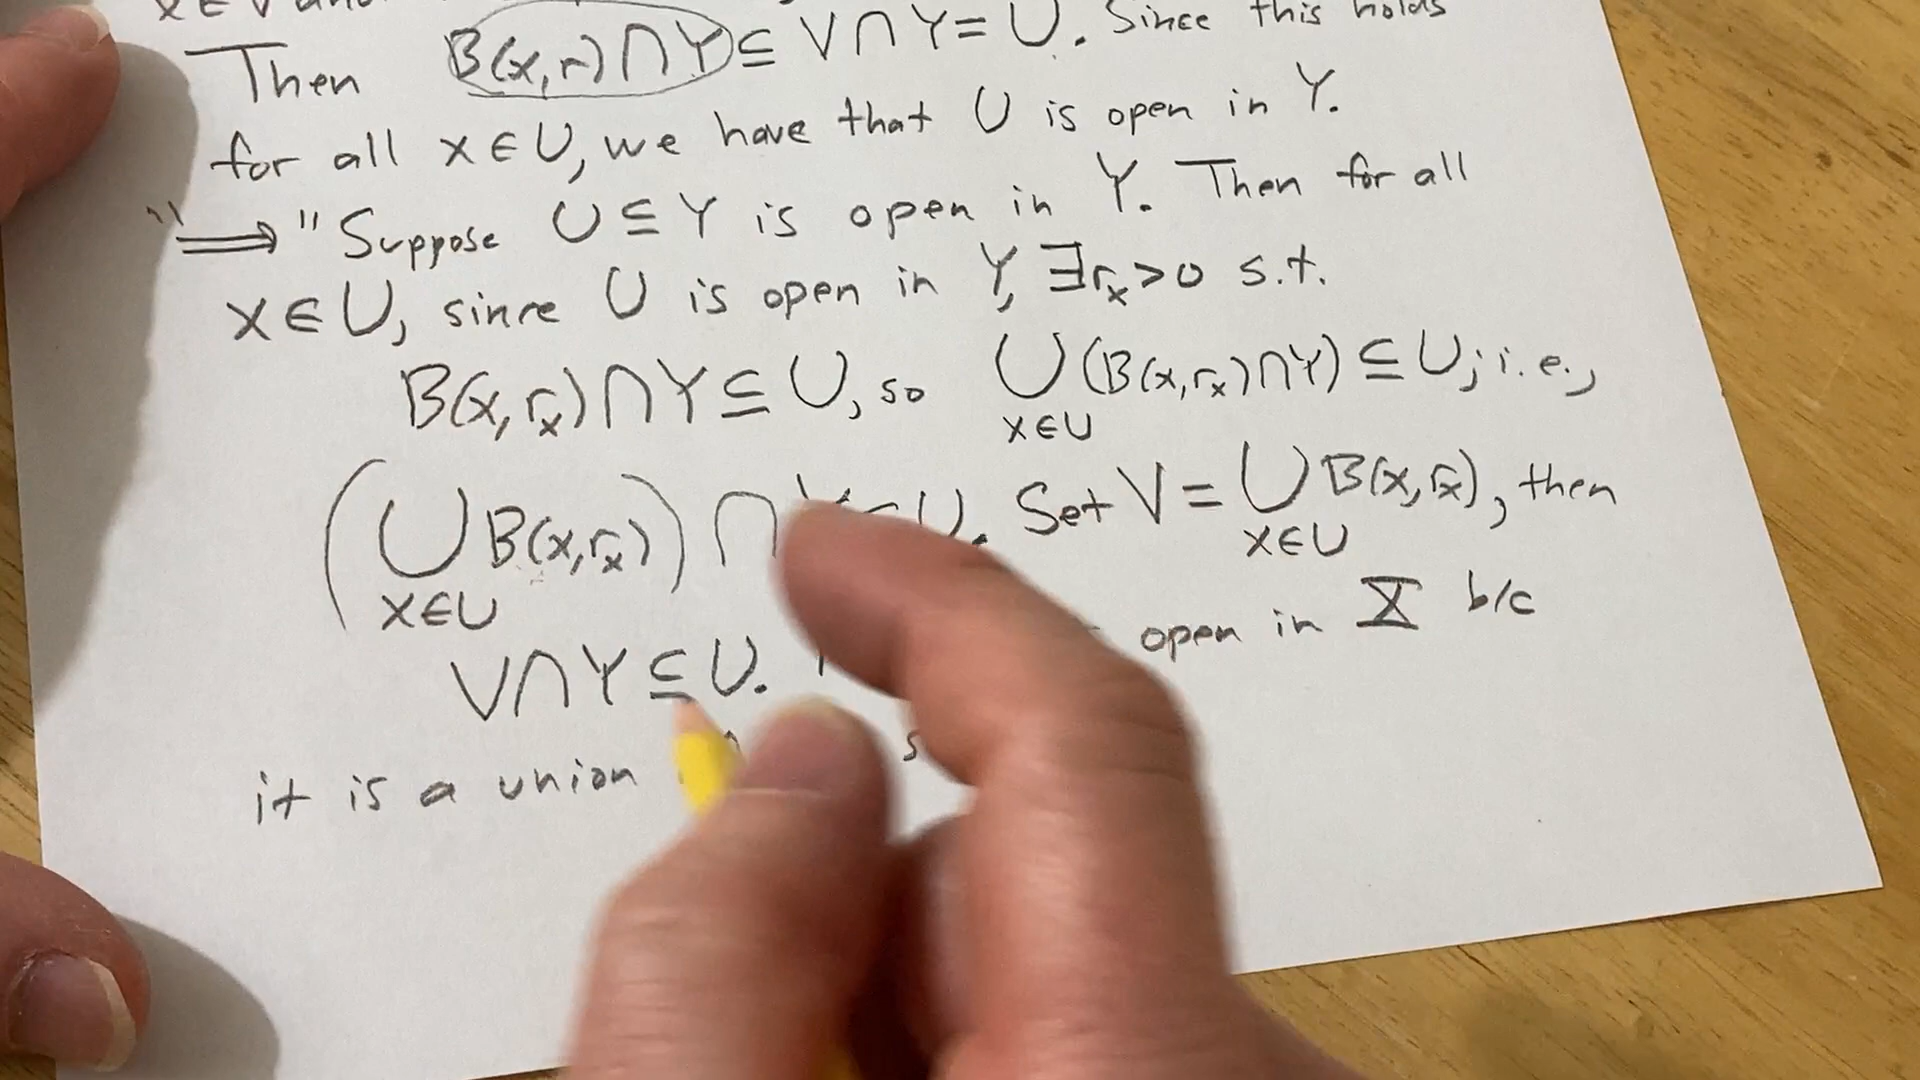 x ∈ V and
Then B(x,r) ∩ Y ⊆ V ∩ Y = U. Since this holds
for all x ∈ U, we have that U is open in Y.
"⟹" Suppose U ⊆ Y is open in Y. Then for all
x ∈ U, since U is open in Y, ∃ r_x > 0 s.t.
B(x, r_x) ∩ Y ⊆ U, so ⋃_{x∈U} (B(x, r_x) ∩ Y) ⊆ U; i.e.,
(⋃_{x∈U} B(x, r_x)) ∩ Y ⊆ U. Set V = ⋃_{x∈U} B(x, r_x), then
V ∩ Y ⊆ U. open in X b/c
it is a union